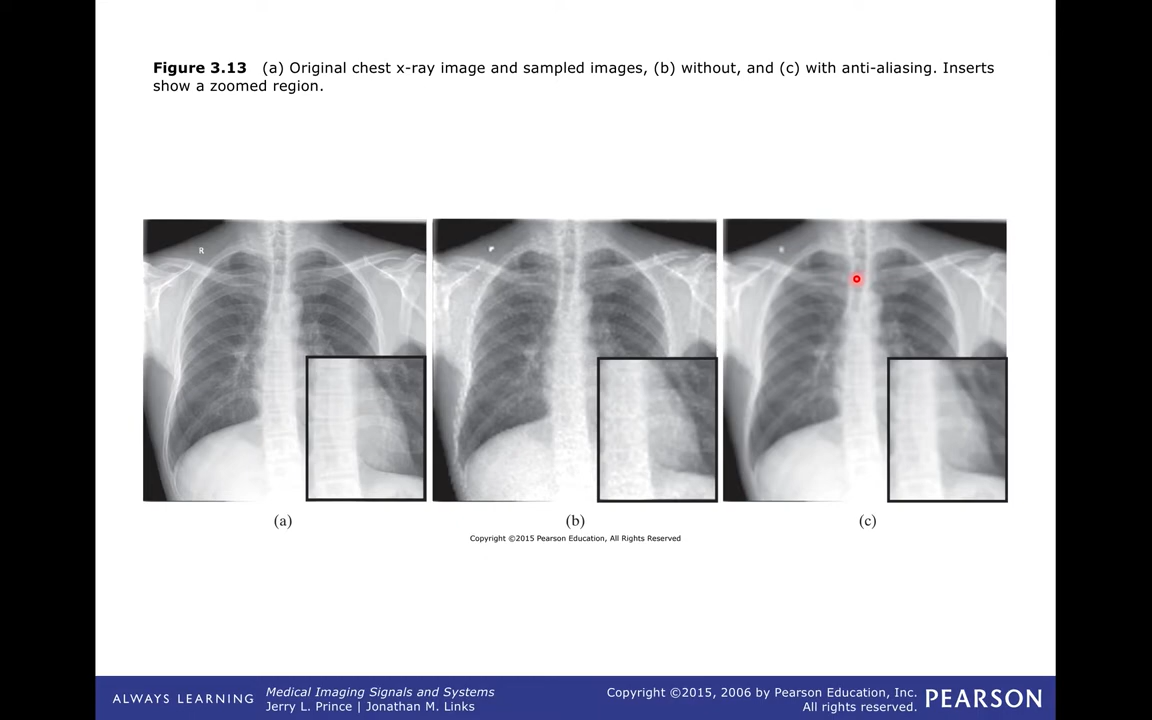 Figure 3.13 (a) Original chest x-ray image and sampled images, (b) without, and (c) with anti-aliasing. Inserts
show a zoomed region.
R
R
(a)
(b)
(c)
Copyright ©2015 Pearson Education, All Rights Reserved
ALWAYS LEARNING
Medical Imaging Signals and Systems
Jerry L. Prince | Jonathan M. Links
Copyright ©2015, 2006 by Pearson Education, Inc.
All rights reserved.
PEARSON